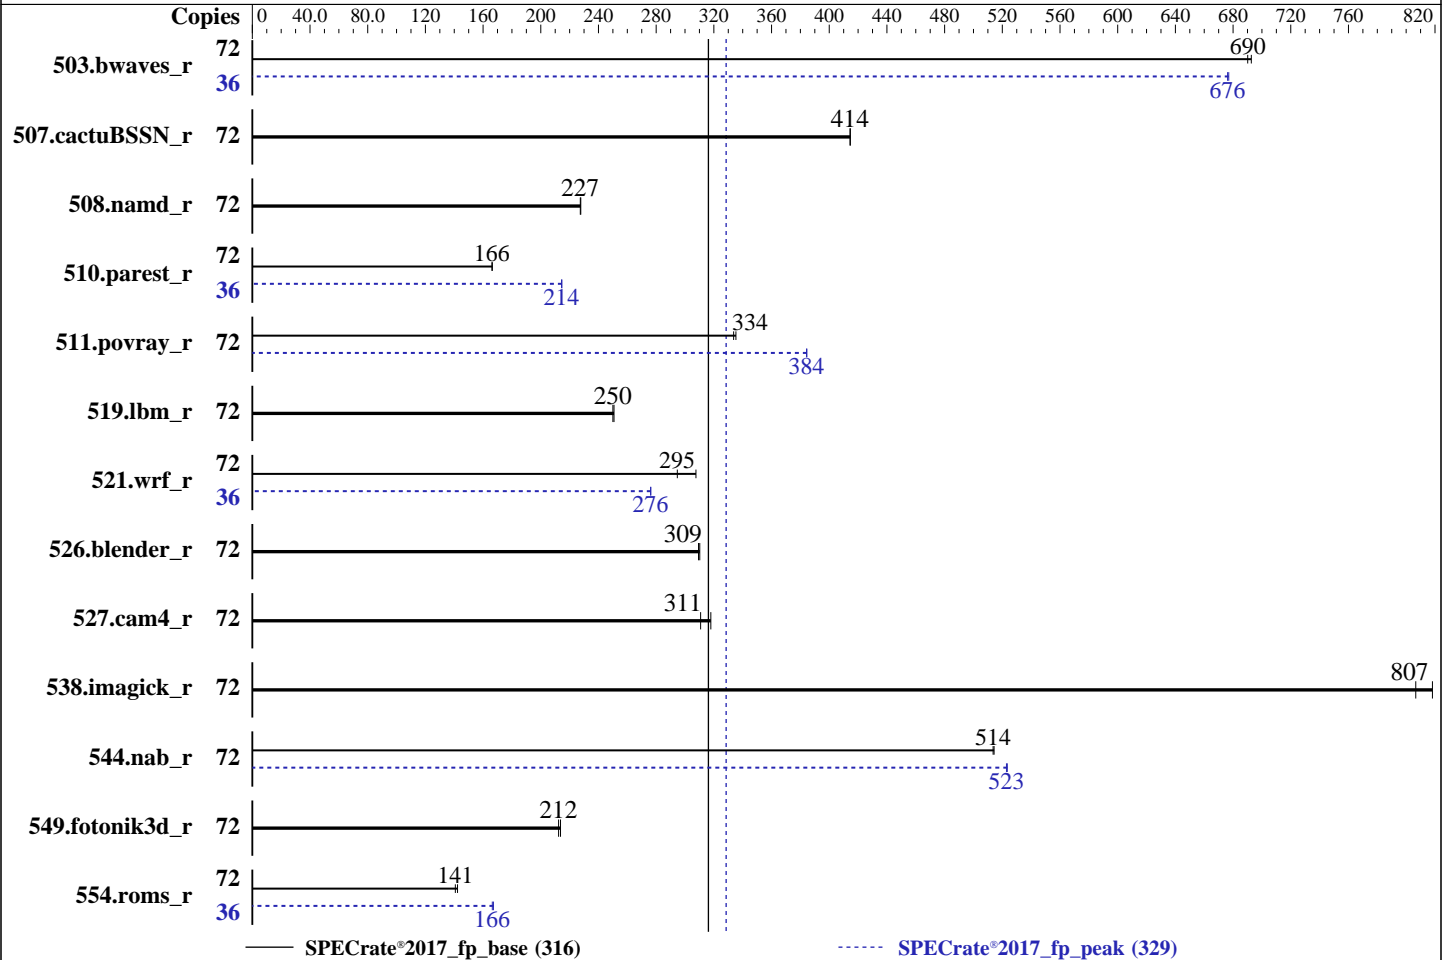 Copies 0 40.0 80.0 120 160 200 240 280 320 360 400 440 480 520 560 600 640 680 720 760 820
503.bwaves_r 72 690
36 676
507.cactuBSSN_r 72 414
508.namd_r 72 227
510.parest_r 72 166
36 214
511.povray_r 72 334
384
519.lbm_r 72 250
521.wrf_r 72 295
36 276
526.blender_r 72 309
527.cam4_r 72 311
538.imagick_r 72 807
544.nab_r 72 514
523
549.fotonik3d_r 72 212
554.roms_r 72 141
36 166
SPECrate®2017_fp_base (316) SPECrate®2017_fp_peak (329)